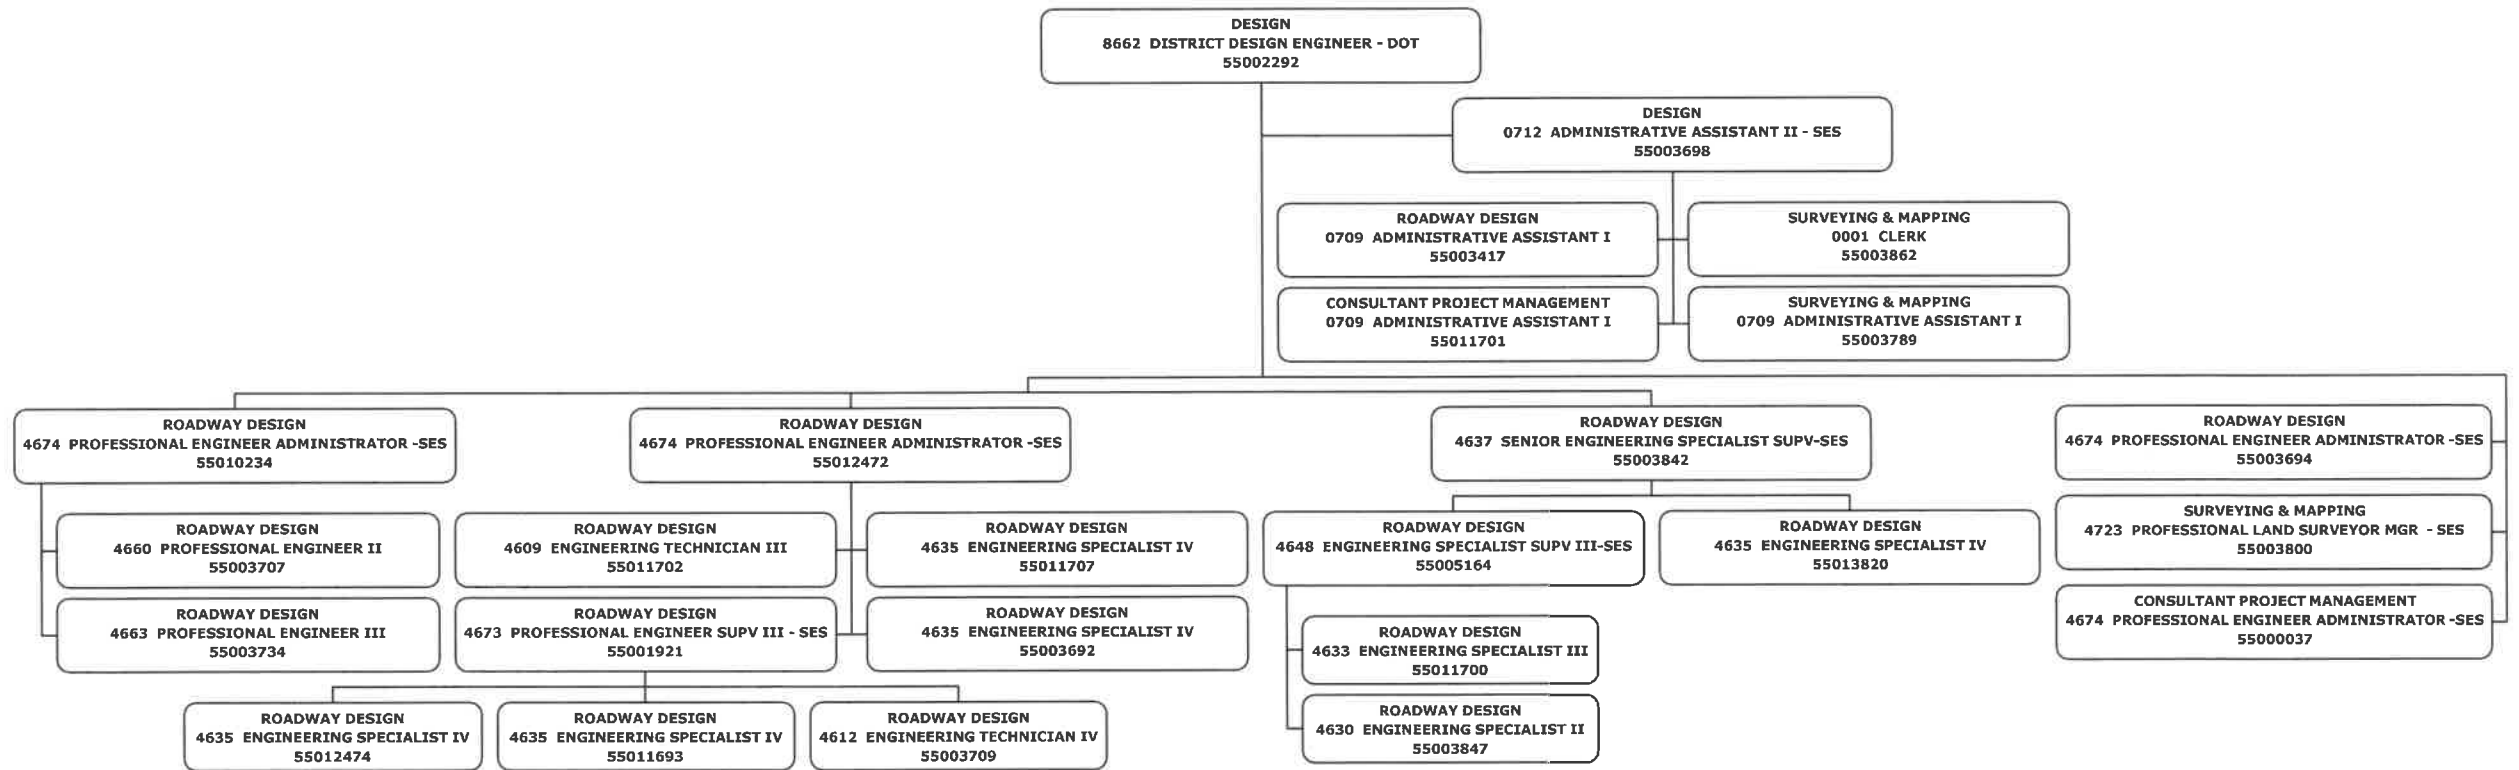 DESIGN
8662 DISTRICT DESIGN ENGINEER - DOT
55002292
DESIGN
0712 ADMINISTRATIVE ASSISTANT II - SES
55003698
ROADWAY DESIGN
0709 ADMINISTRATIVE ASSISTANT I
55003417
SURVEYING & MAPPING
0001 CLERK
55003862
CONSULTANT PROJECT MANAGEMENT
0709 ADMINISTRATIVE ASSISTANT I
55011701
SURVEYING & MAPPING
0709 ADMINISTRATIVE ASSISTANT I
55003789
ROADWAY DESIGN
4674 PROFESSIONAL ENGINEER ADMINISTRATOR -SES
55010234
ROADWAY DESIGN
4674 PROFESSIONAL ENGINEER ADMINISTRATOR -SES
55012472
ROADWAY DESIGN
4637 SENIOR ENGINEERING SPECIALIST SUPV-SES
55003842
ROADWAY DESIGN
4674 PROFESSIONAL ENGINEER ADMINISTRATOR -SES
55003694
ROADWAY DESIGN
4660 PROFESSIONAL ENGINEER II
55003707
ROADWAY DESIGN
4609 ENGINEERING TECHNICIAN III
55011702
ROADWAY DESIGN
4635 ENGINEERING SPECIALIST IV
55011707
ROADWAY DESIGN
4648 ENGINEERING SPECIALIST SUPV III-SES
55005164
ROADWAY DESIGN
4635 ENGINEERING SPECIALIST IV
55013820
SURVEYING & MAPPING
4723 PROFESSIONAL LAND SURVEYOR MGR - SES
55003800
ROADWAY DESIGN
4663 PROFESSIONAL ENGINEER III
55003734
ROADWAY DESIGN
4673 PROFESSIONAL ENGINEER SUPV III - SES
55001921
ROADWAY DESIGN
4635 ENGINEERING SPECIALIST IV
55003692
ROADWAY DESIGN
4633 ENGINEERING SPECIALIST III
55011700
CONSULTANT PROJECT MANAGEMENT
4674 PROFESSIONAL ENGINEER ADMINISTRATOR -SES
55000037
ROADWAY DESIGN
4635 ENGINEERING SPECIALIST IV
55012474
ROADWAY DESIGN
4635 ENGINEERING SPECIALIST IV
55011693
ROADWAY DESIGN
4612 ENGINEERING TECHNICIAN IV
55003709
ROADWAY DESIGN
4630 ENGINEERING SPECIALIST II
55003847